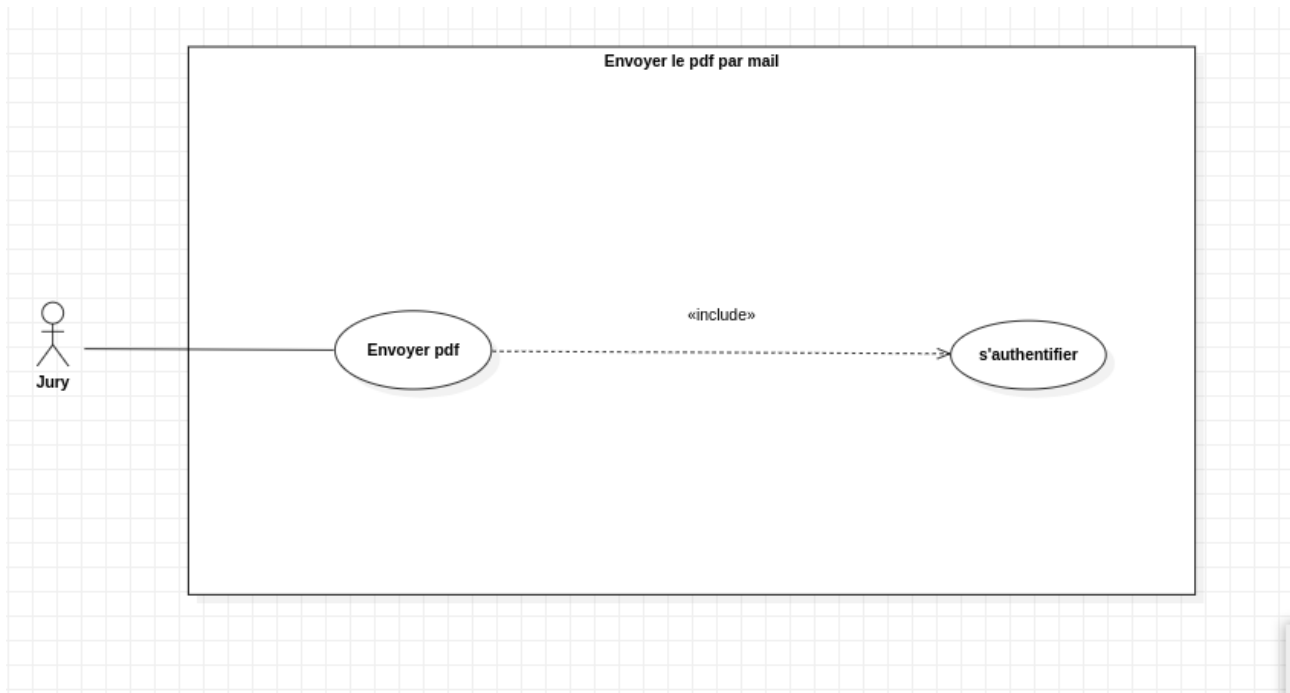 Envoyer le pdf par mail
«include»
Envoyer pdf
s'authentifier
Jury